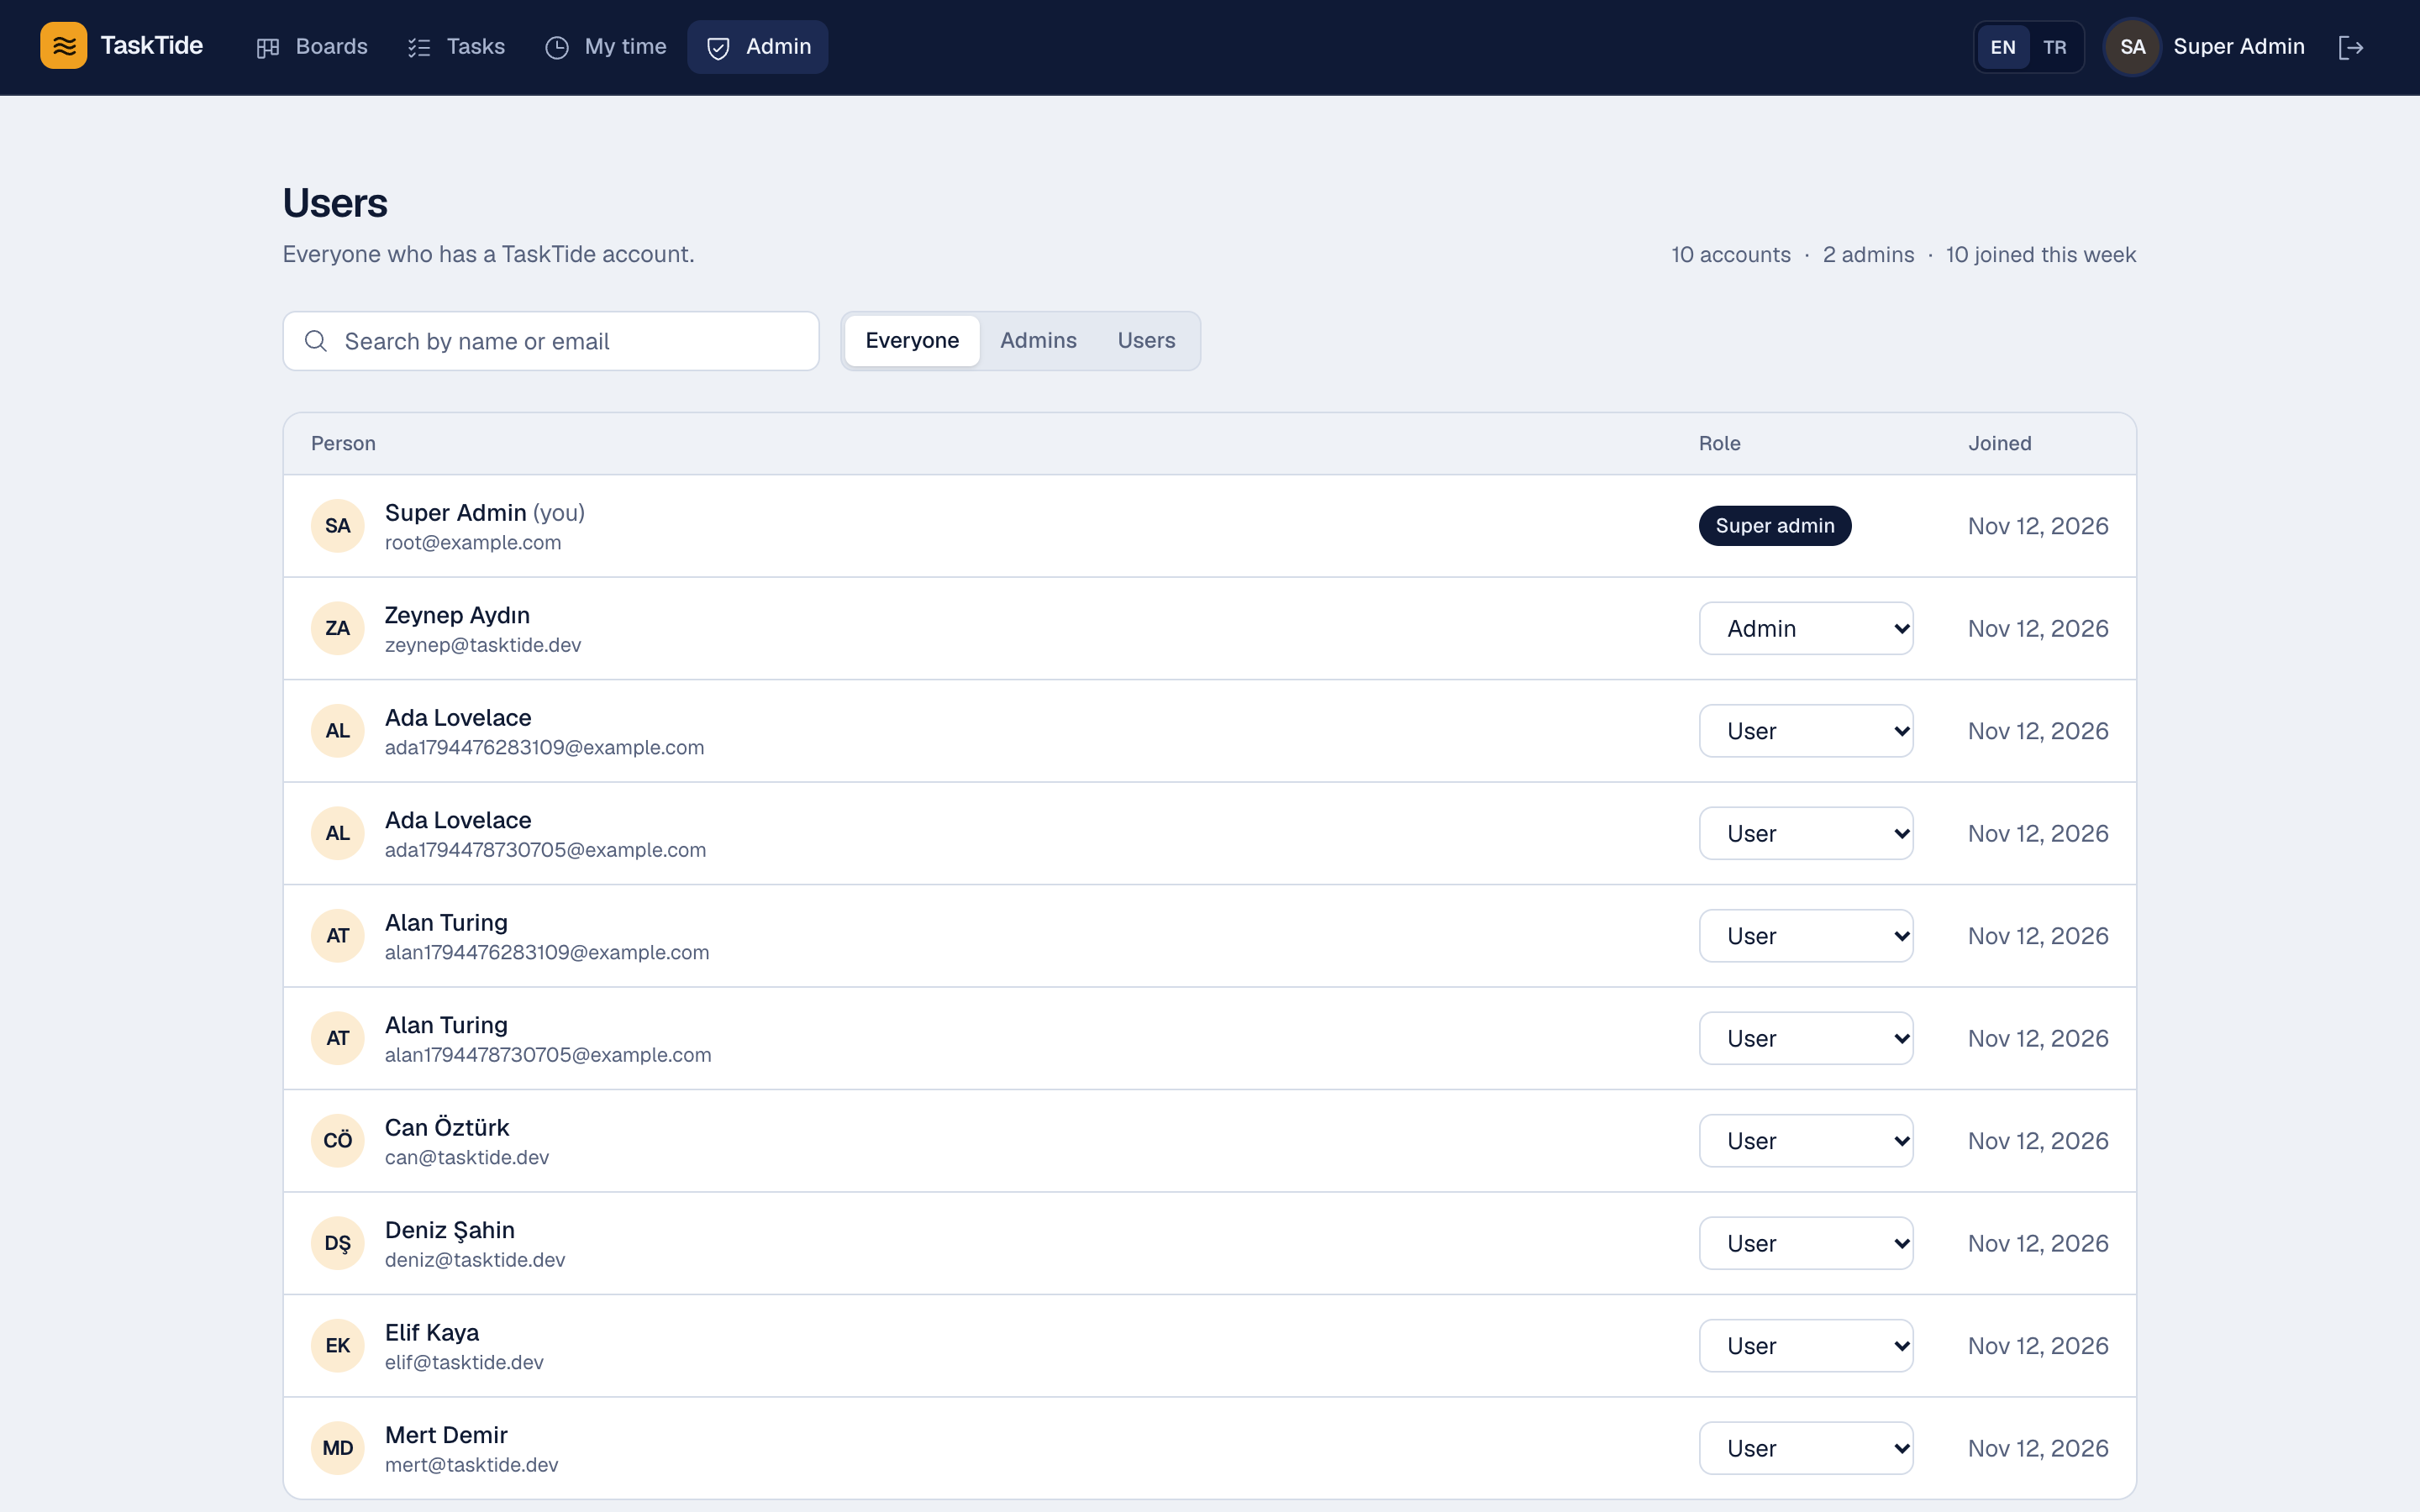 TaskTide Boards Tasks My time Admin EN TR SA Super Admin
Users
Everyone who has a TaskTide account. 10 accounts · 2 admins · 10 joined this week
Search by name or email Everyone Admins Users
Person Role Joined
SA Super Admin (you) Super admin Nov 12, 2026
root@example.com
ZA Zeynep Aydın Admin Nov 12, 2026
zeynep@tasktide.dev
AL Ada Lovelace User Nov 12, 2026
ada1794476283109@example.com
AL Ada Lovelace User Nov 12, 2026
ada1794478730705@example.com
AT Alan Turing User Nov 12, 2026
alan1794476283109@example.com
AT Alan Turing User Nov 12, 2026
alan1794478730705@example.com
CÖ Can Öztürk User Nov 12, 2026
can@tasktide.dev
DŞ Deniz Şahin User Nov 12, 2026
deniz@tasktide.dev
EK Elif Kaya User Nov 12, 2026
elif@tasktide.dev
MD Mert Demir User Nov 12, 2026
mert@tasktide.dev